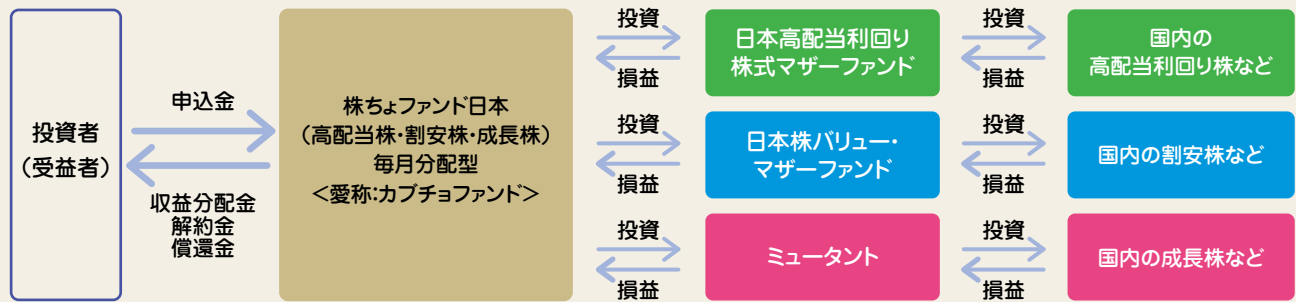 投資者
（受益者）
申込金
収益分配金
解約金
償還金
株ちょファンド日本
（高配当株・割安株・成長株）
毎月分配型
＜愛称:カブチョファンド＞
投資
損益
日本高配当利回り
株式マザーファンド
投資
損益
国内の
高配当利回り株など
投資
損益
日本株バリュー・
マザーファンド
投資
損益
国内の割安株など
投資
損益
ミュータント
投資
損益
国内の成長株など